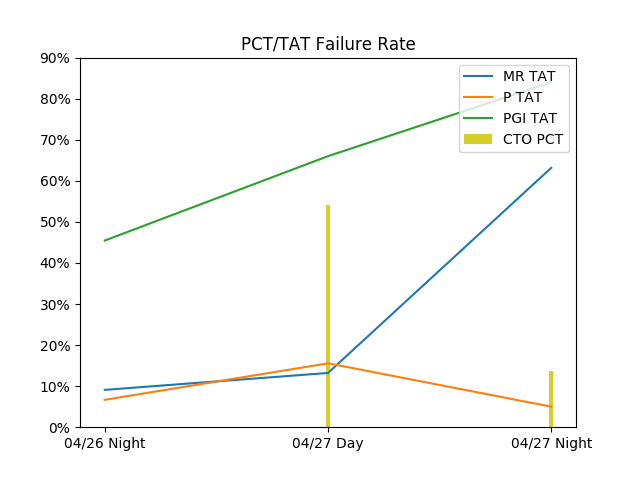 PCT/TAT Failure Rate
90%
80%
70%
60%
50%
40%
30%
20%
10%
0%
MR TAT
P TAT
PGI TAT
CTO PCT
04/26 Night
04/27 Day
04/27 Night